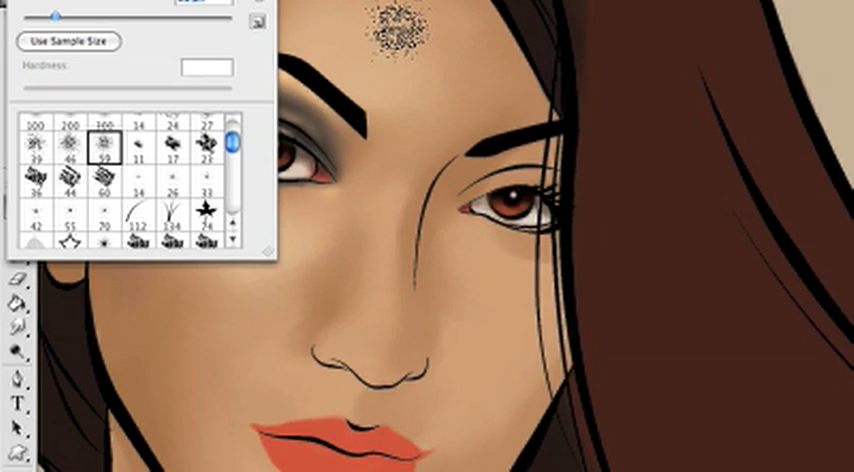 Use Sample Size
Hardness:
100 200 300 14 24 27
39 46 59 11 17 23
36 44 60 14 26 33
42 55 70 112 134 74
T